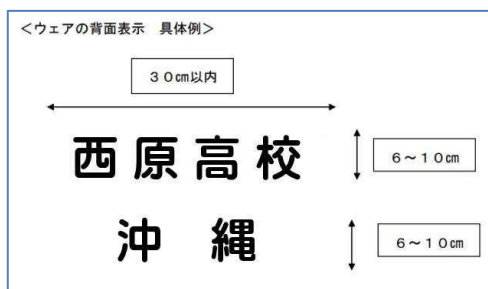 ＜ウェアの背面表示　具体例＞
３０㎝以内
西原高校
６～１０㎝
沖　縄
６～１０㎝